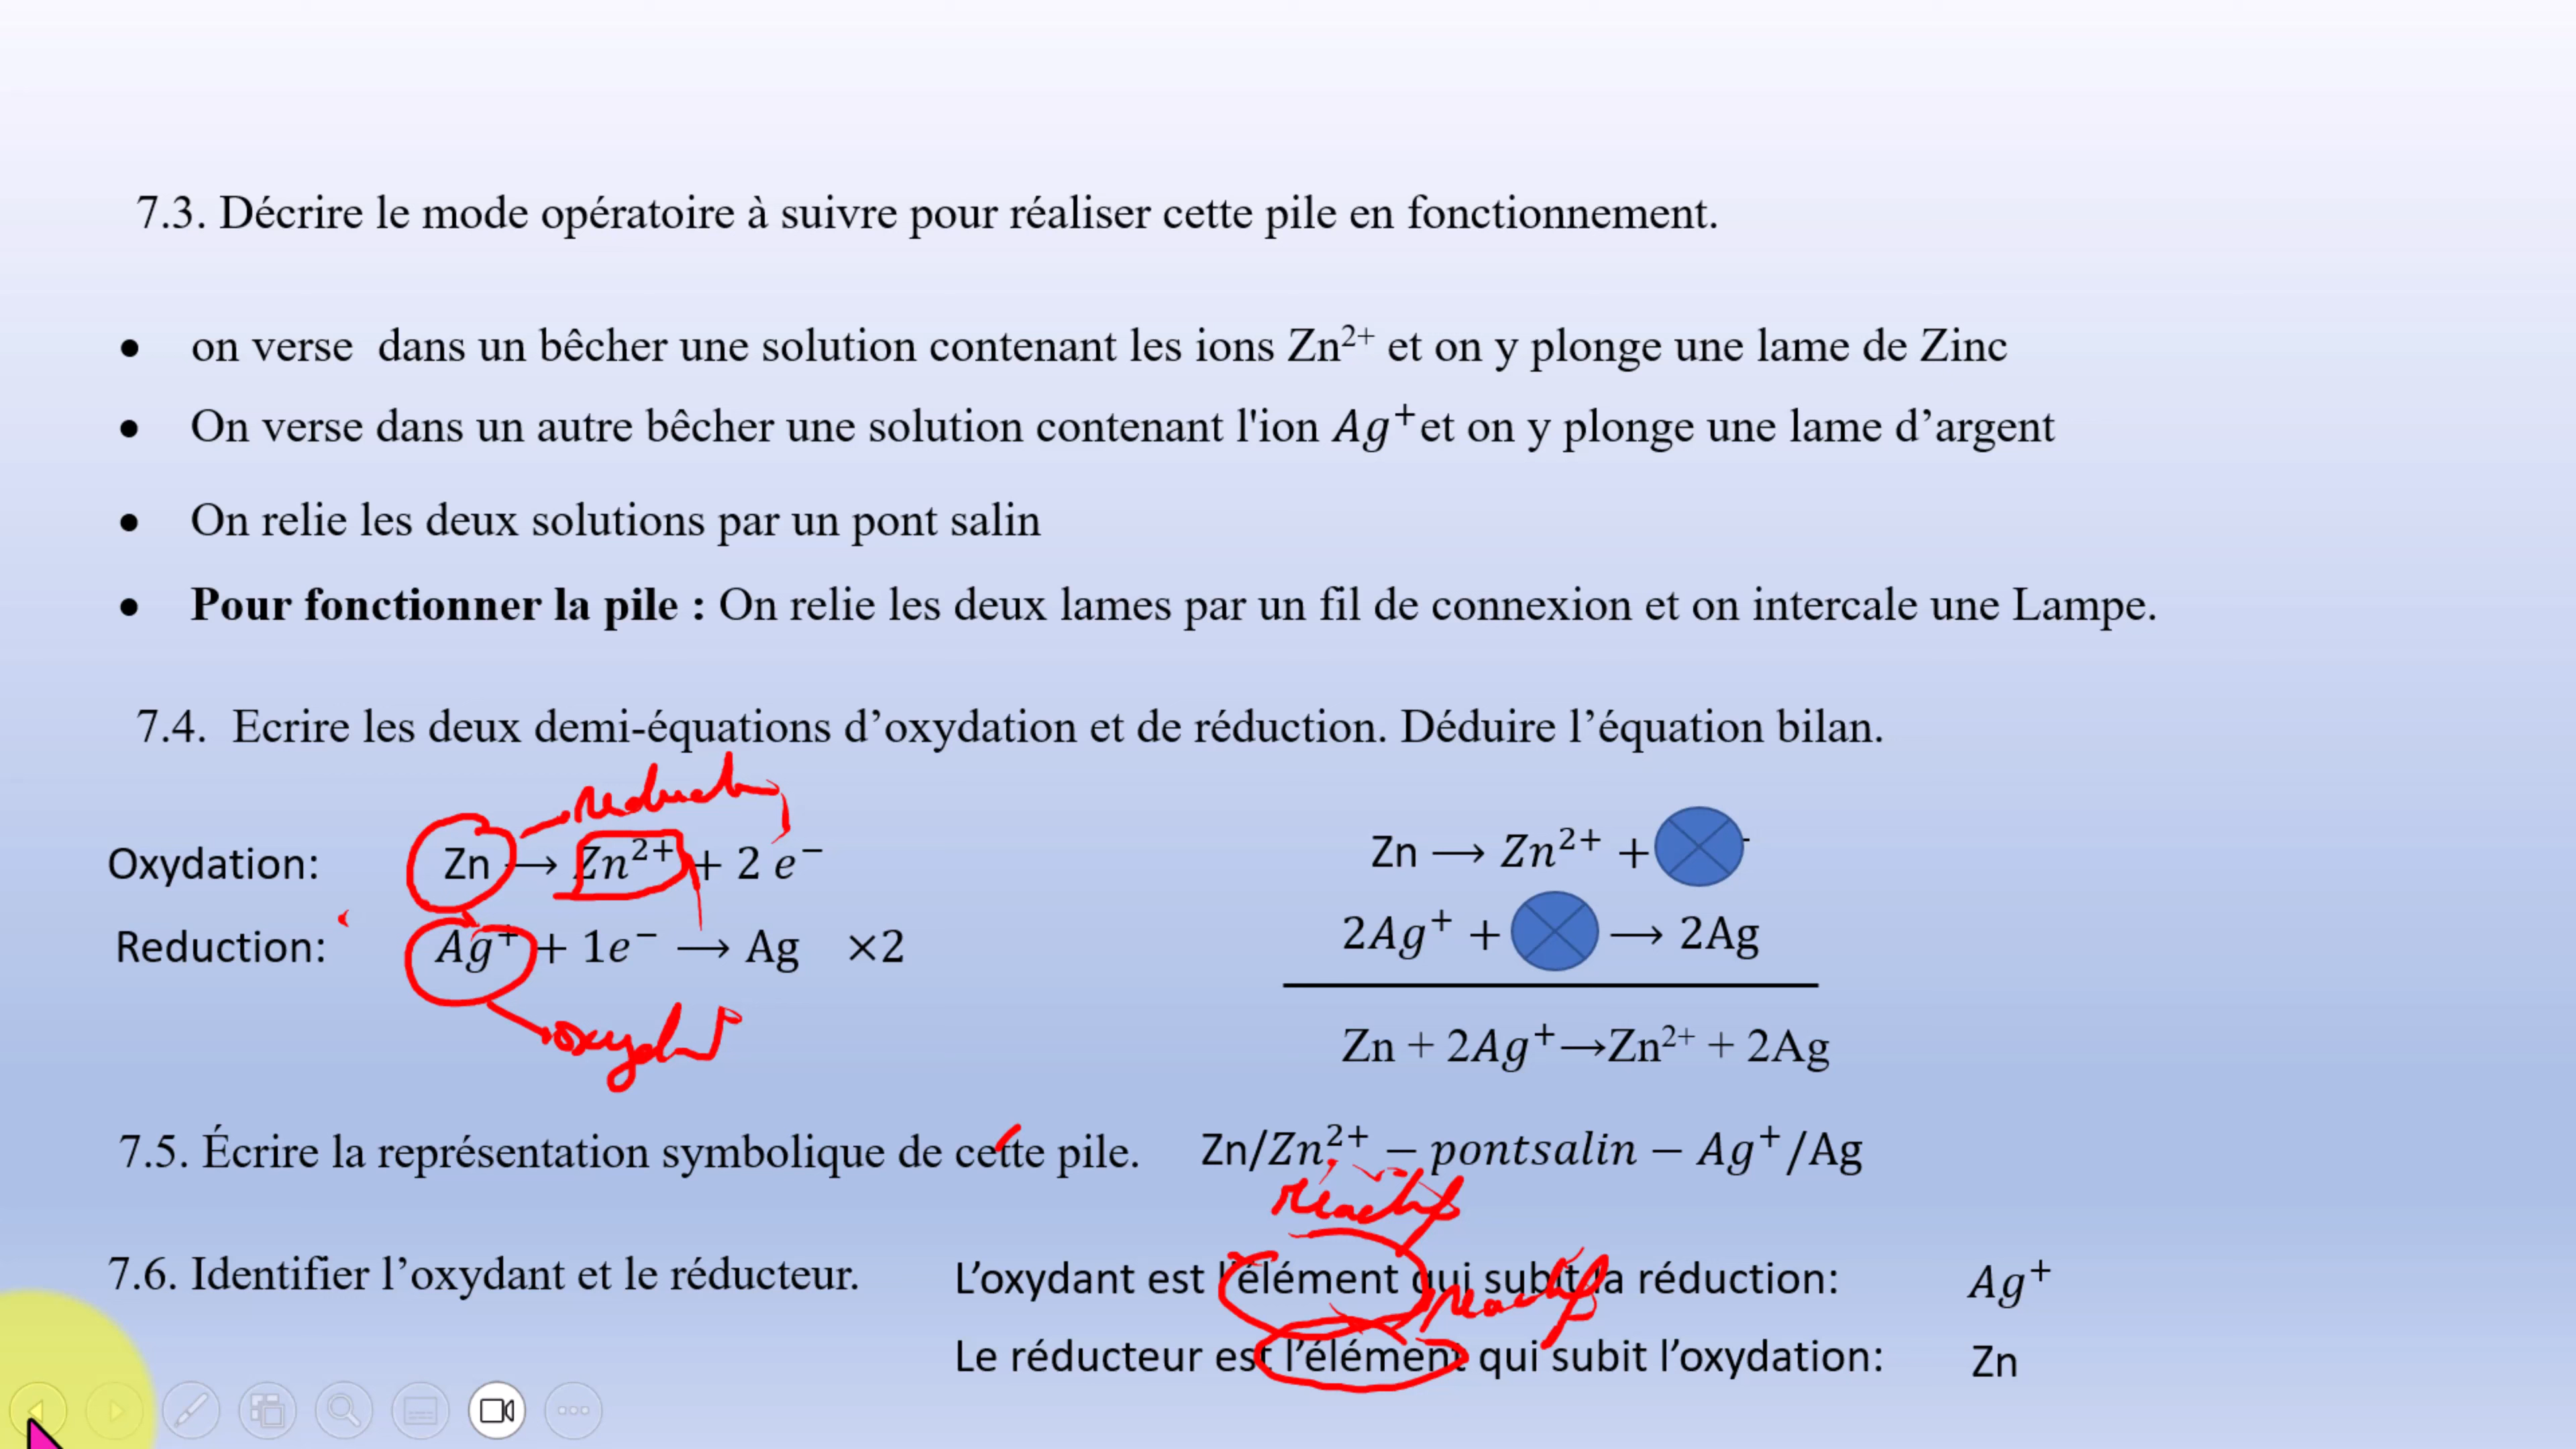 7.3. Décrire le mode opératoire à suivre pour réaliser cette pile en fonctionnement.
• on verse dans un bêcher une solution contenant les ions Zn²⁺ et on y plonge une lame de Zinc
• On verse dans un autre bêcher une solution contenant l'ion Ag⁺et on y plonge une lame d’argent
• On relie les deux solutions par un pont salin
• Pour fonctionner la pile : On relie les deux lames par un fil de connexion et on intercale une Lampe.
7.4. Ecrire les deux demi-équations d’oxydation et de réduction. Déduire l’équation bilan.
Oxydation: Zn ⟶ Zn²⁺ + 2 e⁻
Reduction: Ag⁺ + 1e⁻ ⟶ Ag ×2
Zn ⟶ Zn²⁺ +
2Ag⁺ + ⟶ 2Ag
Zn + 2Ag⁺⟶Zn²⁺ + 2Ag
7.5. Écrire la représentation symbolique de cette pile. Zn/Zn²⁺ − pontsalin − Ag⁺/Ag
réactif
7.6. Identifier l’oxydant et le réducteur.
L’oxydant est l’élément qui subit la réduction: Ag⁺
réactif
Le réducteur est l’élément qui subit l’oxydation: Zn